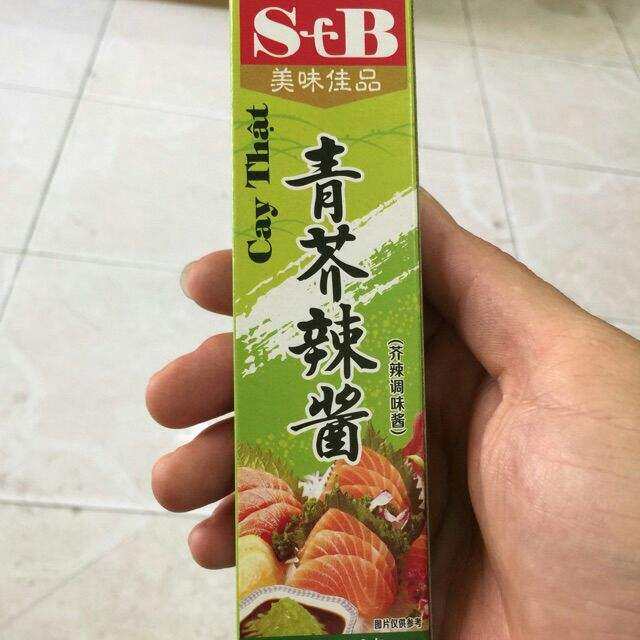 S&B
美味佳品
Cay Thật
青芥辣酱
(芥辣调味酱)
图片仅供参考